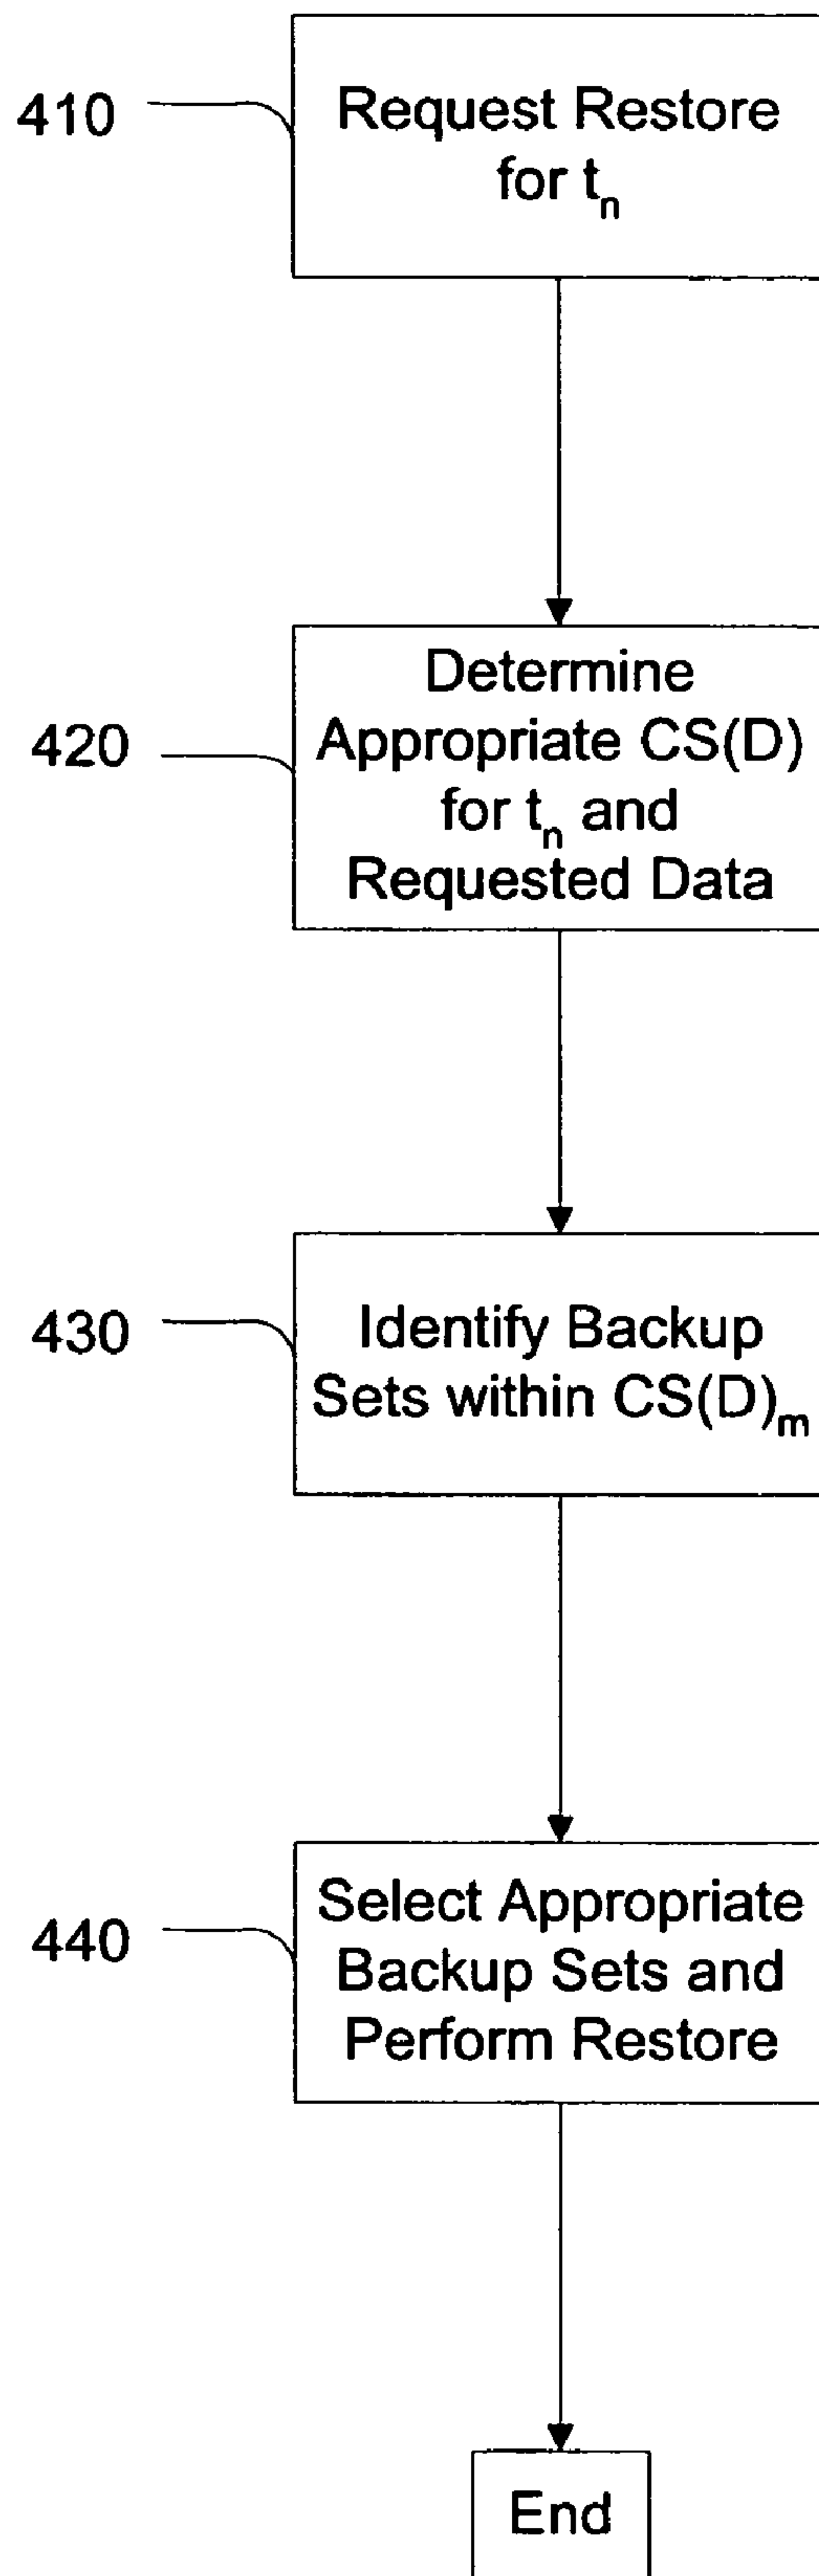 410
Request Restore
for tn
420
Determine
Appropriate CS(D)
for tn and
Requested Data
430
Identify Backup
Sets within CS(D)m
440
Select Appropriate
Backup Sets and
Perform Restore
End